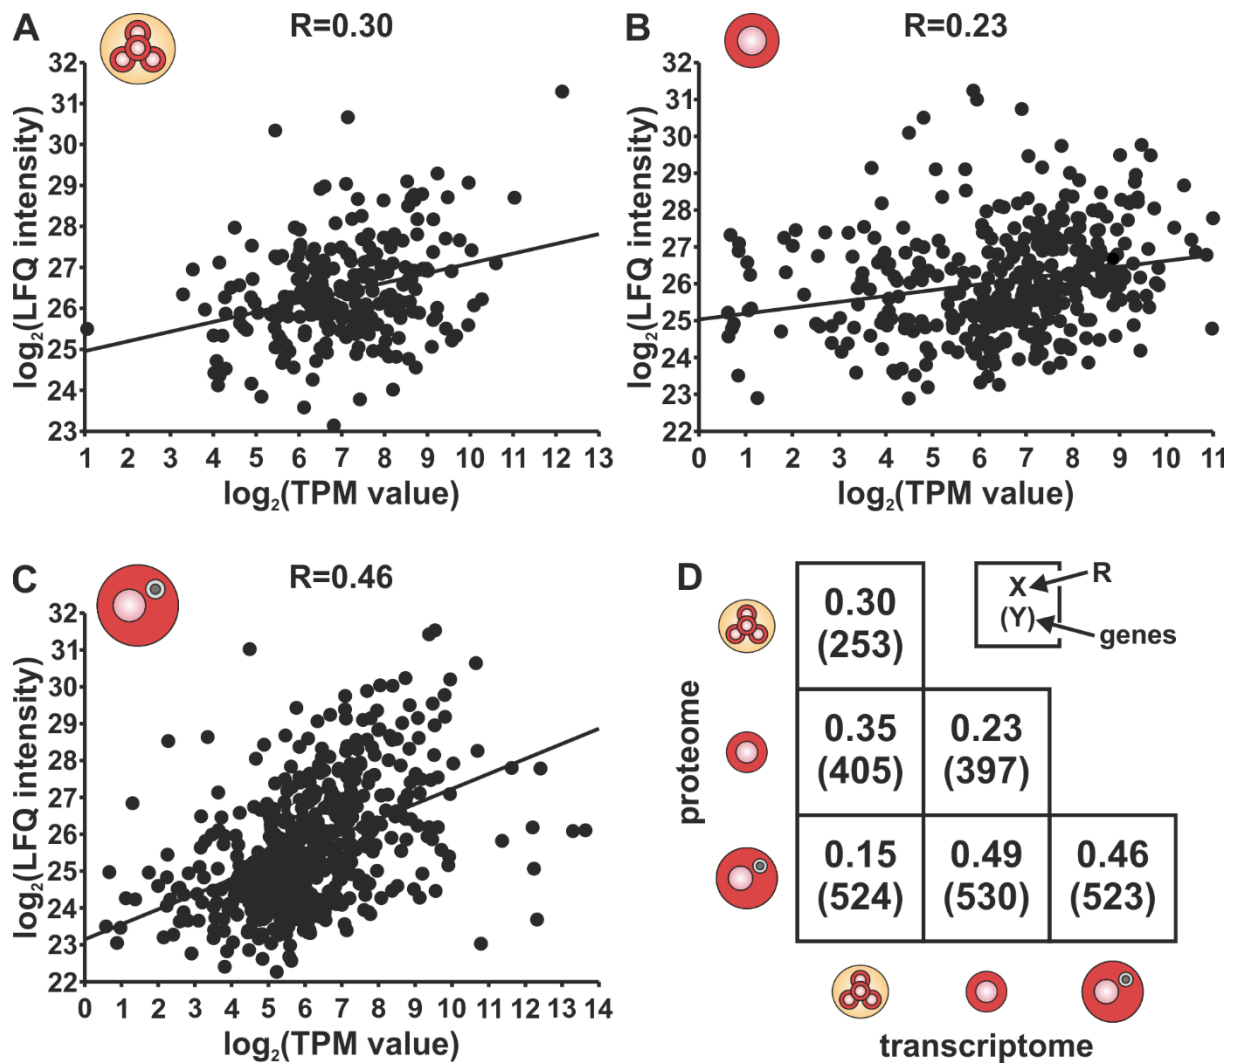 A
R=0.30
log₂(LFQ intensity)
32
31
30
29
28
27
26
25
24
23
1 2 3 4 5 6 7 8 9 10 11 12 13
log₂(TPM value)
B
R=0.23
log₂(LFQ intensity)
32
31
30
29
28
27
26
25
24
23
22
0 1 2 3 4 5 6 7 8 9 10 11
log₂(TPM value)
C
R=0.46
log₂(LFQ intensity)
32
31
30
29
28
27
26
25
24
23
22
0 1 2 3 4 5 6 7 8 9 10 11 12 13 14
log₂(TPM value)
D
X
R
(Y)
genes
proteome
0.30
(253)
0.35 0.23
(405) (397)
0.15 0.49 0.46
(524) (530) (523)
transcriptome